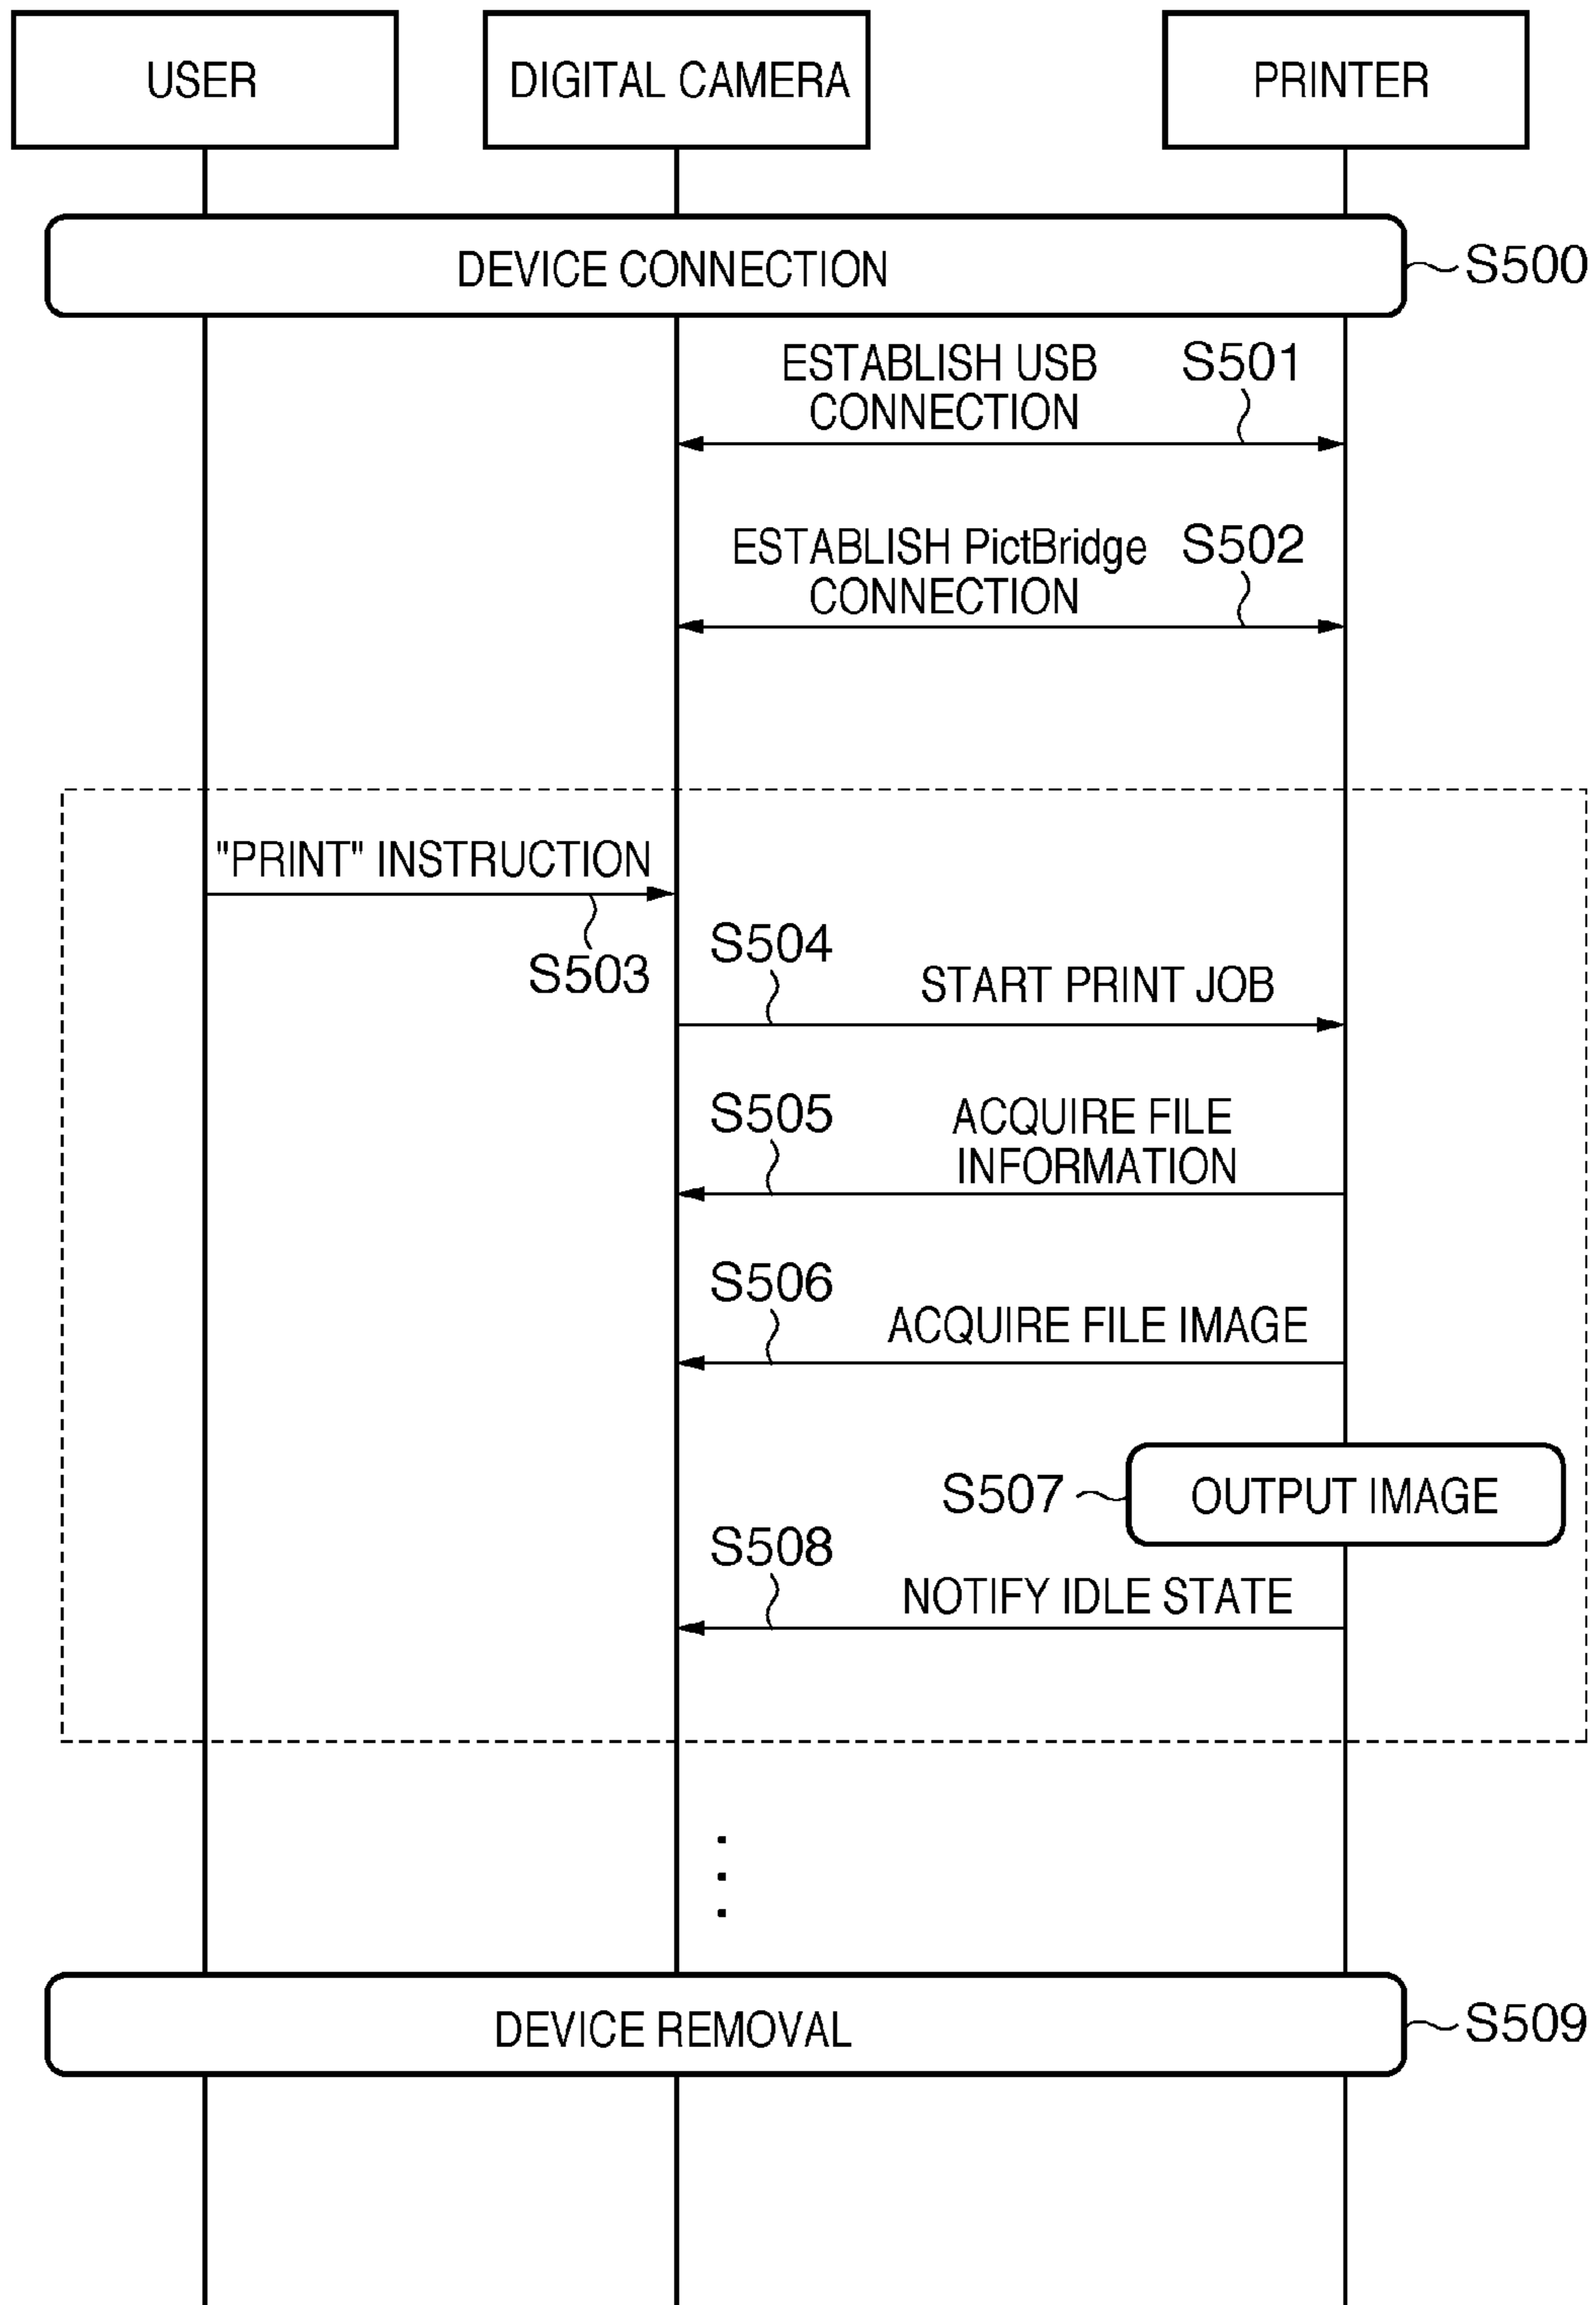 USER
DIGITAL CAMERA
PRINTER
DEVICE CONNECTION
S500
ESTABLISH USB
CONNECTION
S501
ESTABLISH PictBridge
CONNECTION
S502
"PRINT" INSTRUCTION
S503
S504
START PRINT JOB
S505
ACQUIRE FILE
INFORMATION
S506
ACQUIRE FILE IMAGE
S507
OUTPUT IMAGE
S508
NOTIFY IDLE STATE
DEVICE REMOVAL
S509